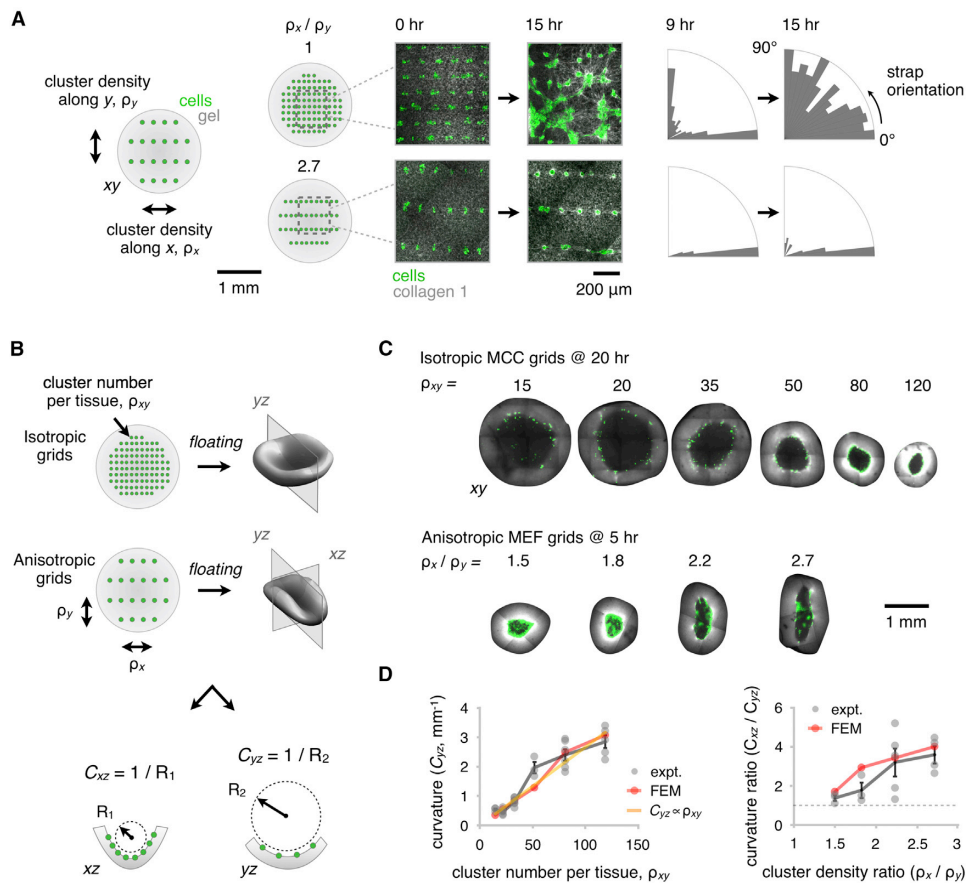 A
cluster density
along y, ρy
cells
gel
xy
cluster density
along x, ρx
1 mm
ρx / ρy
1
2.7
0 hr
15 hr
cells
collagen 1
200 µm
9 hr
15 hr
90°
strap
orientation
0°
B
cluster number
per tissue, ρxy
Isotropic
grids
floating
yz
Anisotropic
grids
floating
yz
xz
ρy
ρx
Cxz = 1 / R1
Cyz = 1 / R2
R1
R2
xz
yz
C
Isotropic MCC grids @ 20 hr
ρxy = 15 20 35 50 80 120
xy
Anisotropic MEF grids @ 5 hr
ρx / ρy = 1.5 1.8 2.2 2.7
1 mm
D
curvature (Cyz, mm-1)
4
3
2
1
0
0 50 100 150
cluster number per tissue, ρxy
expt.
FEM
Cyz ∝ ρxy
curvature ratio (Cxz / Cyz)
6
4
2
0
1 1.5 2 2.5 3
cluster density ratio (ρx / ρy)
expt.
FEM